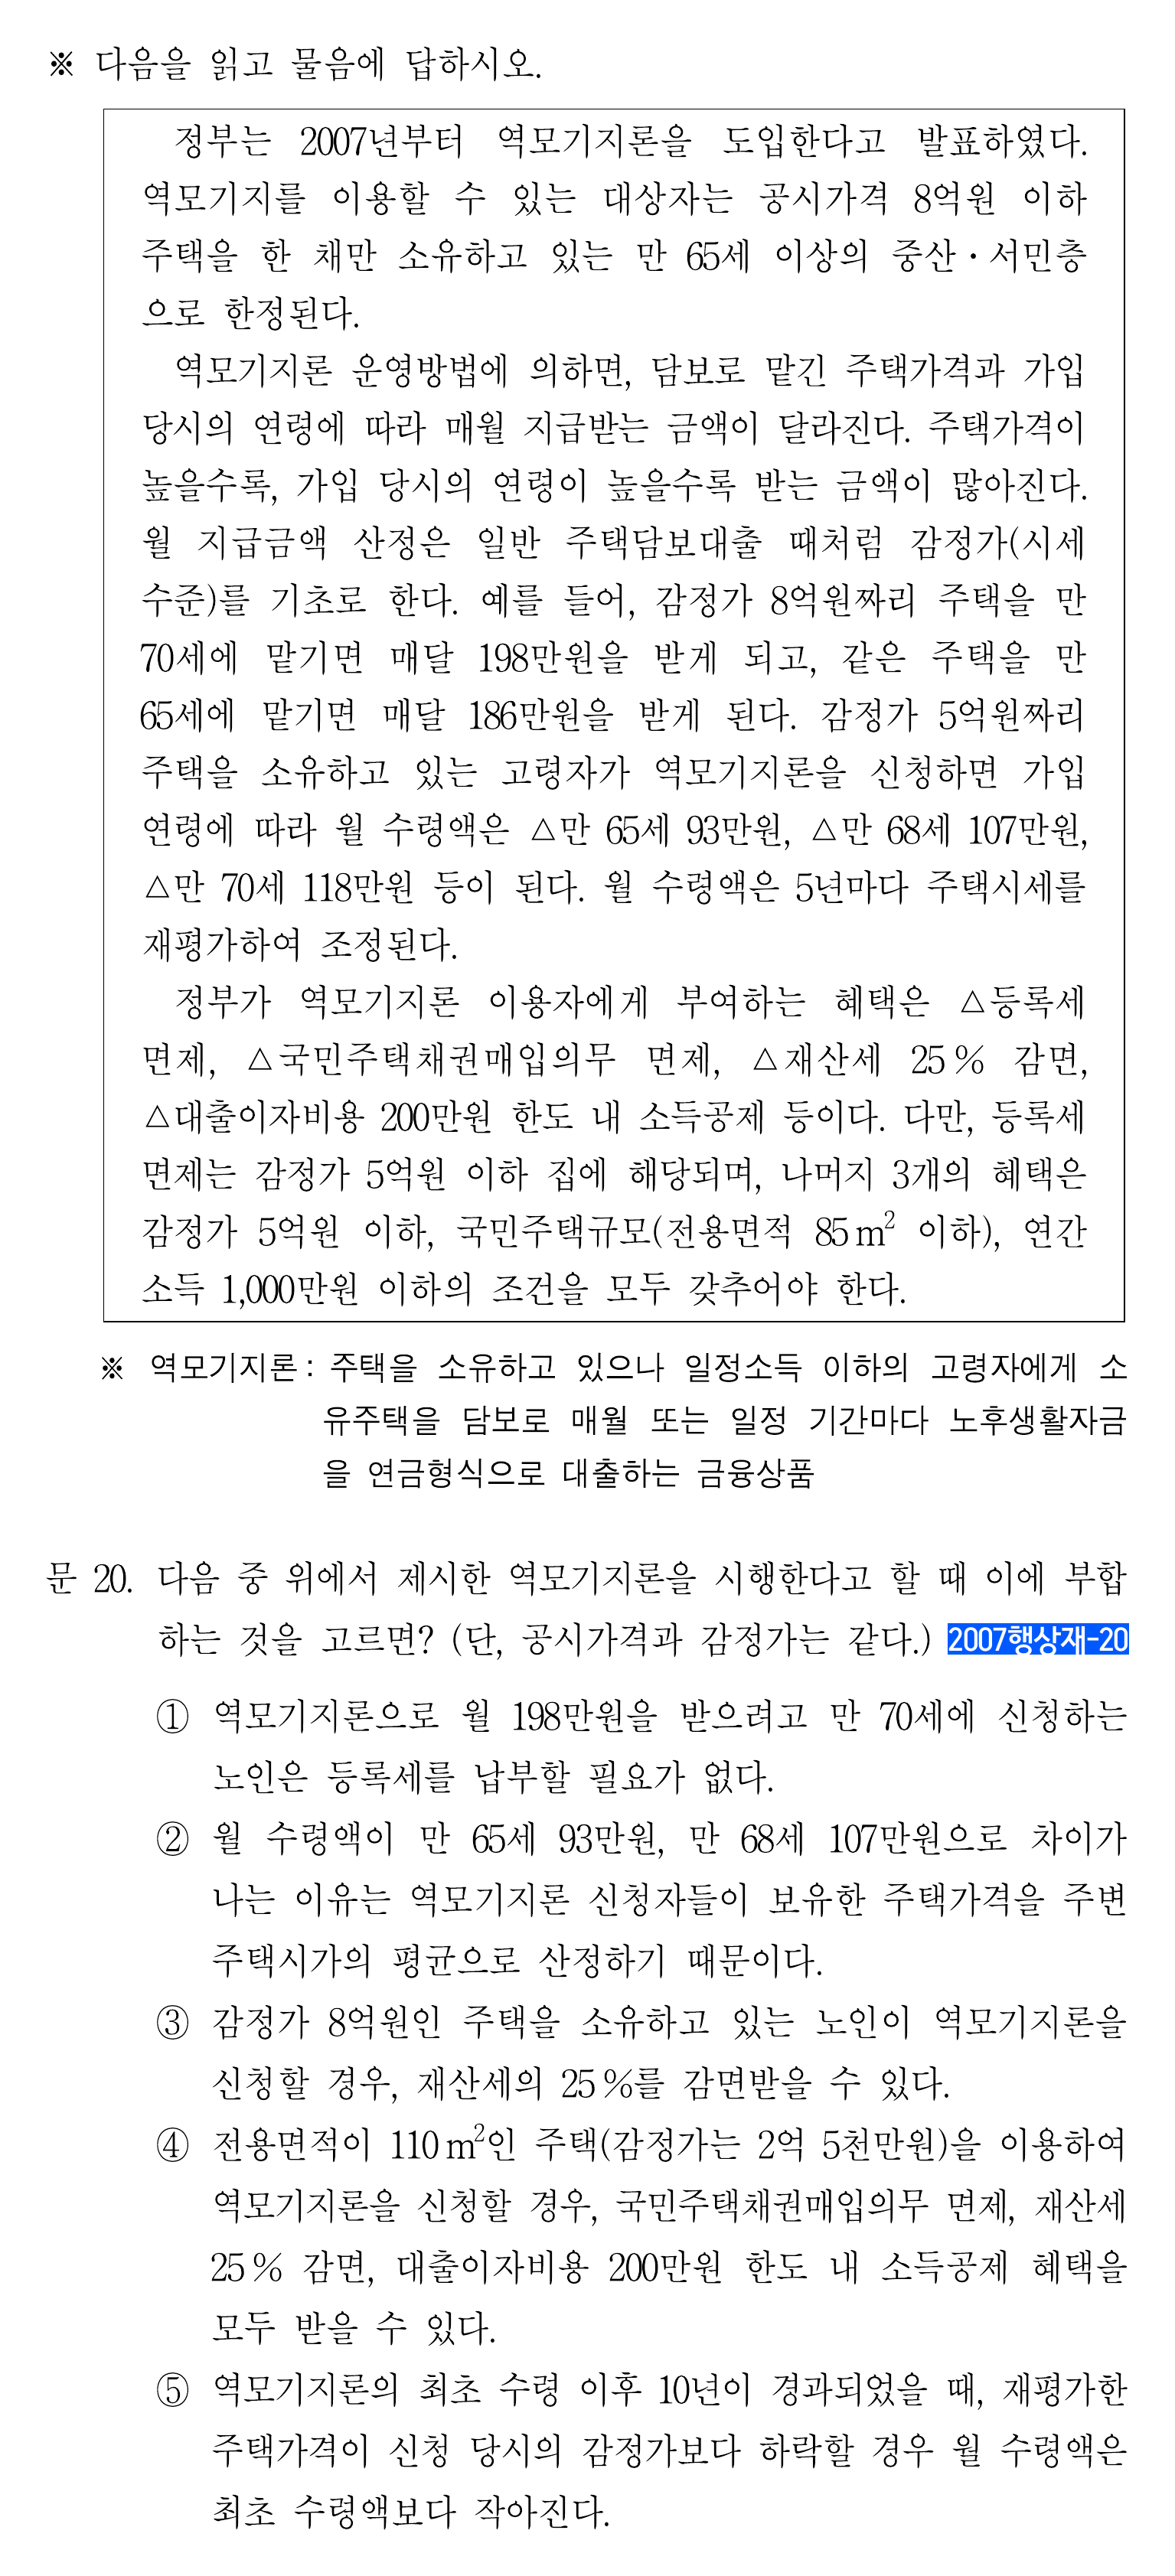 ※ 다음을 읽고 물음에 답하시오.
정부는 2007년부터 역모기지론을 도입한다고 발표하였다.
역모기지를 이용할 수 있는 대상자는 공시가격 8억원 이하
주택을 한 채만 소유하고 있는 만 65세 이상의 중산·서민층
으로 한정된다.
역모기지론 운영방법에 의하면, 담보로 맡긴 주택가격과 가입
당시의 연령에 따라 매월 지급받는 금액이 달라진다. 주택가격이
높을수록, 가입 당시의 연령이 높을수록 받는 금액이 많아진다.
월 지급금액 산정은 일반 주택담보대출 때처럼 감정가(시세
수준)를 기초로 한다. 예를 들어, 감정가 8억원짜리 주택을 만
70세에 맡기면 매달 198만원을 받게 되고, 같은 주택을 만
65세에 맡기면 매달 186만원을 받게 된다. 감정가 5억원짜리
주택을 소유하고 있는 고령자가 역모기지론을 신청하면 가입
연령에 따라 월 수령액은 △만 65세 93만원, △만 68세 107만원,
△만 70세 118만원 등이 된다. 월 수령액은 5년마다 주택시세를
재평가하여 조정된다.
정부가 역모기지론 이용자에게 부여하는 혜택은 △등록세
면제, △국민주택채권매입의무 면제, △재산세 25% 감면,
△대출이자비용 200만원 한도 내 소득공제 등이다. 다만, 등록세
면제는 감정가 5억원 이하 집에 해당되며, 나머지 3개의 혜택은
감정가 5억원 이하, 국민주택규모(전용면적 85m² 이하), 연간
소득 1,000만원 이하의 조건을 모두 갖추어야 한다.
※ 역모기지론: 주택을 소유하고 있으나 일정소득 이하의 고령자에게 소
유주택을 담보로 매월 또는 일정 기간마다 노후생활자금
을 연금형식으로 대출하는 금융상품
문 20. 다음 중 위에서 제시한 역모기지론을 시행한다고 할 때 이에 부합
하는 것을 고르면? (단, 공시가격과 감정가는 같다.) 2007행상재-20
① 역모기지론으로 월 198만원을 받으려고 만 70세에 신청하는
노인은 등록세를 납부할 필요가 없다.
② 월 수령액이 만 65세 93만원, 만 68세 107만원으로 차이가
나는 이유는 역모기지론 신청자들이 보유한 주택가격을 주변
주택시가의 평균으로 산정하기 때문이다.
③ 감정가 8억원인 주택을 소유하고 있는 노인이 역모기지론을
신청할 경우, 재산세의 25%를 감면받을 수 있다.
④ 전용면적이 110m²인 주택(감정가는 2억 5천만원)을 이용하여
역모기지론을 신청할 경우, 국민주택채권매입의무 면제, 재산세
25% 감면, 대출이자비용 200만원 한도 내 소득공제 혜택을
모두 받을 수 있다.
⑤ 역모기지론의 최초 수령 이후 10년이 경과되었을 때, 재평가한
주택가격이 신청 당시의 감정가보다 하락할 경우 월 수령액은
최초 수령액보다 작아진다.